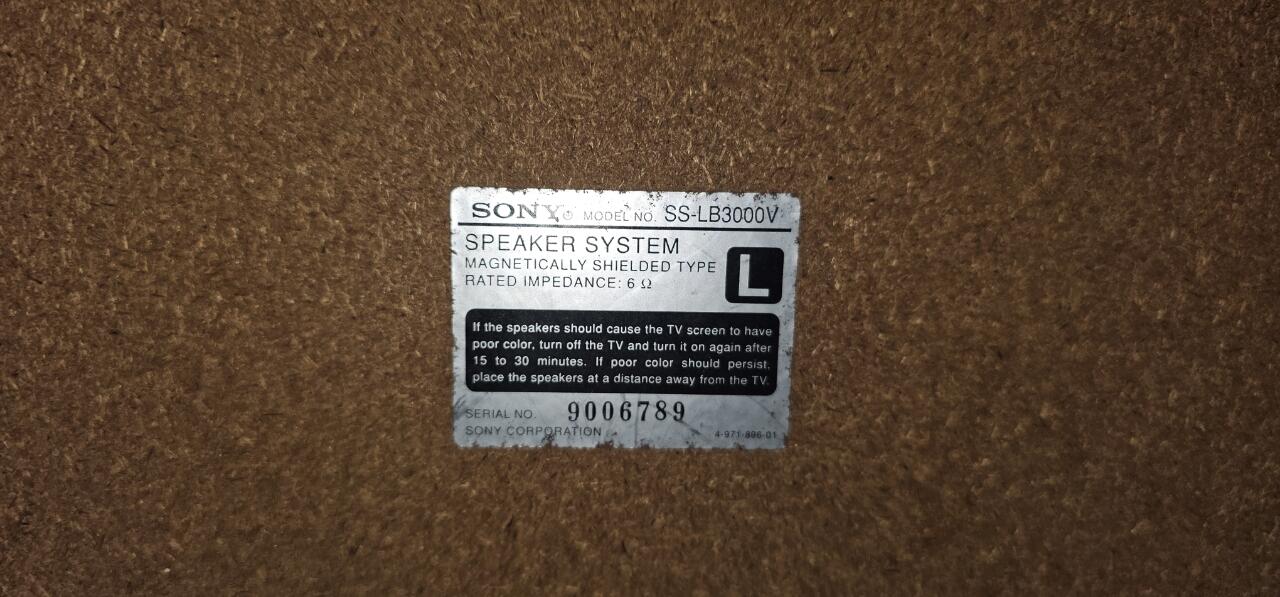 SONY MODEL NO. SS-LB3000V
SPEAKER SYSTEM
MAGNETICALLY SHIELDED TYPE
RATED IMPEDANCE: 6 Ω
L
If the speakers should cause the TV screen to have
poor color, turn off the TV and turn it on again after
15 to 30 minutes. If poor color should persist,
place the speakers at a distance away from the TV.
SERIAL NO. 9006789
SONY CORPORATION 4-971-896-01